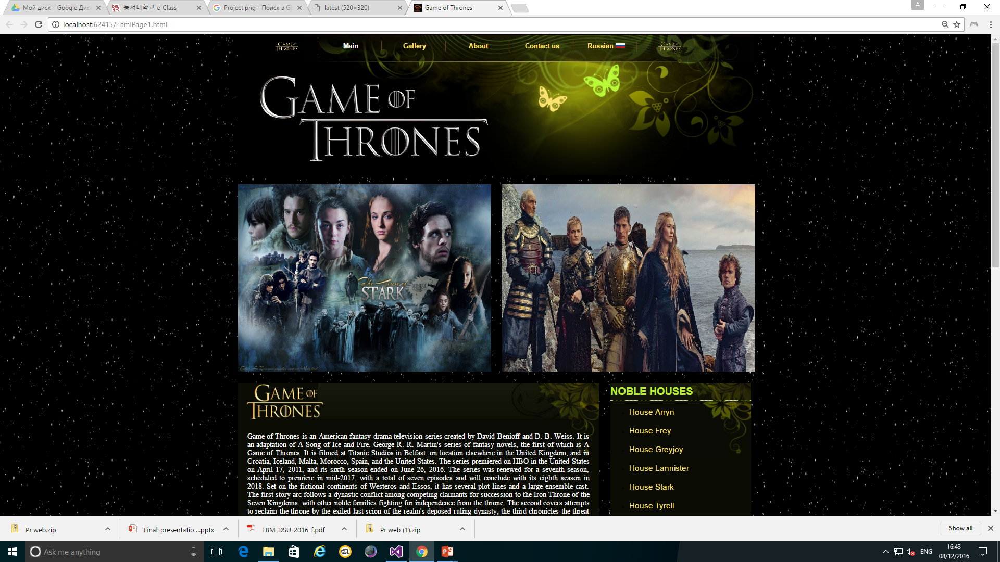 Мой диск – Google Дис
동서대학교 e-Class
Project png - Поиск в Go
latest (520×320)
Game of Thrones
localhost:62415/HtmlPage1.html
GAME OF
THRONES
Main
Gallery
About
Contact us
Russian-
GAME OF
THRONES
GAME OF
THRONES
The House of
STARK
WINTER
IS COMING
GAME OF
THRONES
Game of Thrones is an American fantasy drama television series created by David Benioff and D. B. Weiss. It is
an adaptation of A Song of Ice and Fire, George R. R. Martin's series of fantasy novels, the first of which is A
Game of Thrones. It is filmed at Titanic Studios in Belfast, on location elsewhere in the United Kingdom, and in
Croatia, Iceland, Malta, Morocco, Spain, and the United States. The series premiered on HBO in the United States
on April 17, 2011, and its sixth season ended on June 26, 2016. The series was renewed for a seventh season,
scheduled to premiere in mid-2017, with a total of seven episodes and will conclude with its eighth season in
2018. Set on the fictional continents of Westeros and Essos, it has several plot lines and a large ensemble cast.
The first story arc follows a dynastic conflict among competing claimants for succession to the Iron Throne of the
Seven Kingdoms, with other noble families fighting for independence from the throne. The second covers attempts
to reclaim the throne by the exiled last scion of the realm's deposed ruling dynasty; the third chronicles the threat
NOBLE HOUSES
House Arryn
House Frey
House Greyjoy
House Lannister
House Stark
House Tyrell
Pr web.zip
Final-presentatio....pptx
EBM-DSU-2016-f.pdf
Pr web (1).zip
Show all
Ask me anything
ENG
16:43
08/12/2016